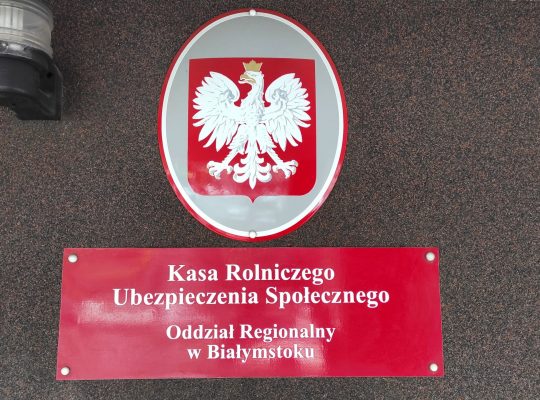 Kasa Rolniczego
Ubezpieczenia Społecznego
Oddział Regionalny
w Białymstoku